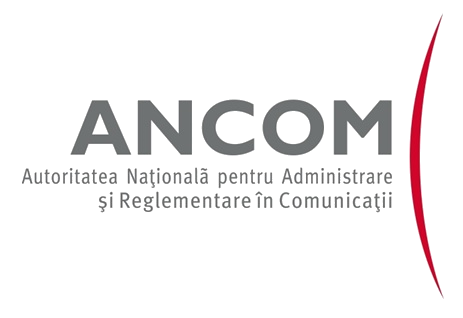 ANCOM
Autoritatea Naţională pentru Administrare
şi Reglementare în Comunicaţii